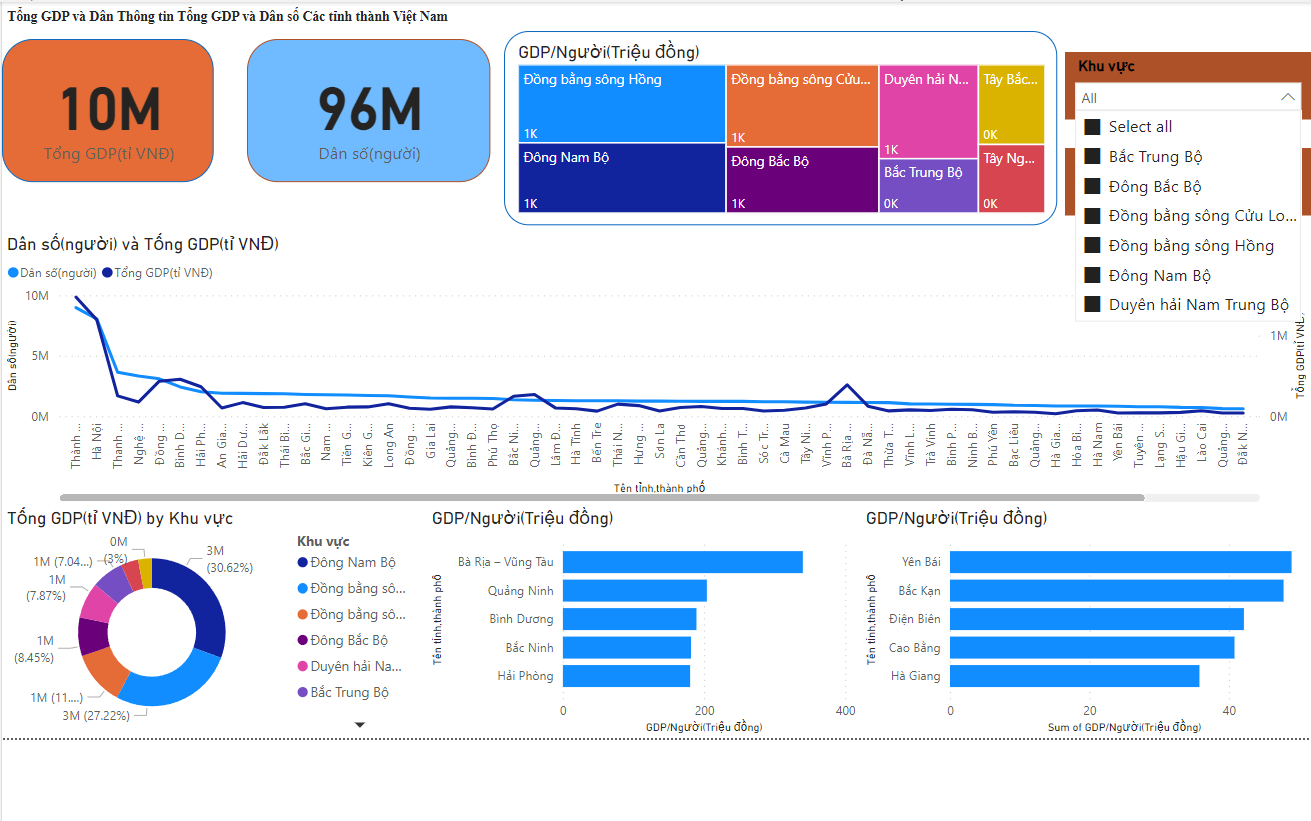 Tổng GDP và Dân Thông tin Tổng GDP và Dân số Các tỉnh thành Việt Nam
10M
Tổng GDP(tỉ VNĐ)
96M
Dân số(người)
GDP/Người(Triệu đồng)
Đồng bằng sông Hồng
1K
Đông Nam Bộ
1K
Đồng bằng sông Cửu...
1K
Đông Bắc Bộ
1K
Duyên hải N...
1K
Bắc Trung Bộ
0K
Tây Bắc...
0K
Tây Ng...
0K
Khu vực
All
Select all
Bắc Trung Bộ
Đông Bắc Bộ
Đồng bằng sông Cửu Lo...
Đồng bằng sông Hồng
Đông Nam Bộ
Duyên hải Nam Trung Bộ
Dân số(người) và Tổng GDP(tỉ VNĐ)
Dân số(người) Tổng GDP(tỉ VNĐ)
Dân số(người)
10M
5M
0M
1M
0M
Tổng GDP(tỉ VNĐ)
Thành ...
Hà Nội
Thanh ...
Nghệ ...
Đồng ...
Bình D...
Hải Ph...
An Gia...
Hải Dư...
Đắk Lắk
Thái Bì...
Bắc Gi...
Nam ...
Tiền G...
Kiên G...
Long An
Đồng ...
Gia Lai
Quảng...
Bình Đ...
Phú Thọ
Bắc Ni...
Quảng...
Lâm Đ...
Hà Tĩnh
Bến Tre
Thái N...
Hưng ...
Sơn La
Cần Thơ
Quảng...
Khánh...
Bình T...
Sóc Tr...
Cà Mau
Tây Ni...
Vĩnh P...
Bà Rịa ...
Đà Nẵ...
Thừa T...
Vĩnh L...
Trà Vinh
Bình P...
Ninh B...
Phú Yên
Bạc Liêu
Quảng...
Hà Gia...
Hòa Bì...
Hà Nam
Yên Bái
Tuyên ...
Lạng S...
Hậu Gi...
Lào Cai
Quảng...
Đắk N...
Tên tỉnh,thành phố
Tổng GDP(tỉ VNĐ) by Khu vực
3M
(30.62%)
3M (27.22%)
1M (11....)
1M
(8.45%)
1M
(7.87%)
1M (7.04...)
0M
(3%)
Khu vực
Đông Nam Bộ
Đồng bằng sô...
Đồng bằng sô...
Đông Bắc Bộ
Duyên hải Na...
Bắc Trung Bộ
GDP/Người(Triệu đồng)
Tên tỉnh,thành phố
Bà Rịa – Vũng Tàu
Quảng Ninh
Bình Dương
Bắc Ninh
Hải Phòng
0 200 400
GDP/Người(Triệu đồng)
GDP/Người(Triệu đồng)
Tên tỉnh,thành phố
Yên Bái
Bắc Kạn
Điện Biên
Cao Bằng
Hà Giang
0 20 40
Sum of GDP/Người(Triệu đồng)